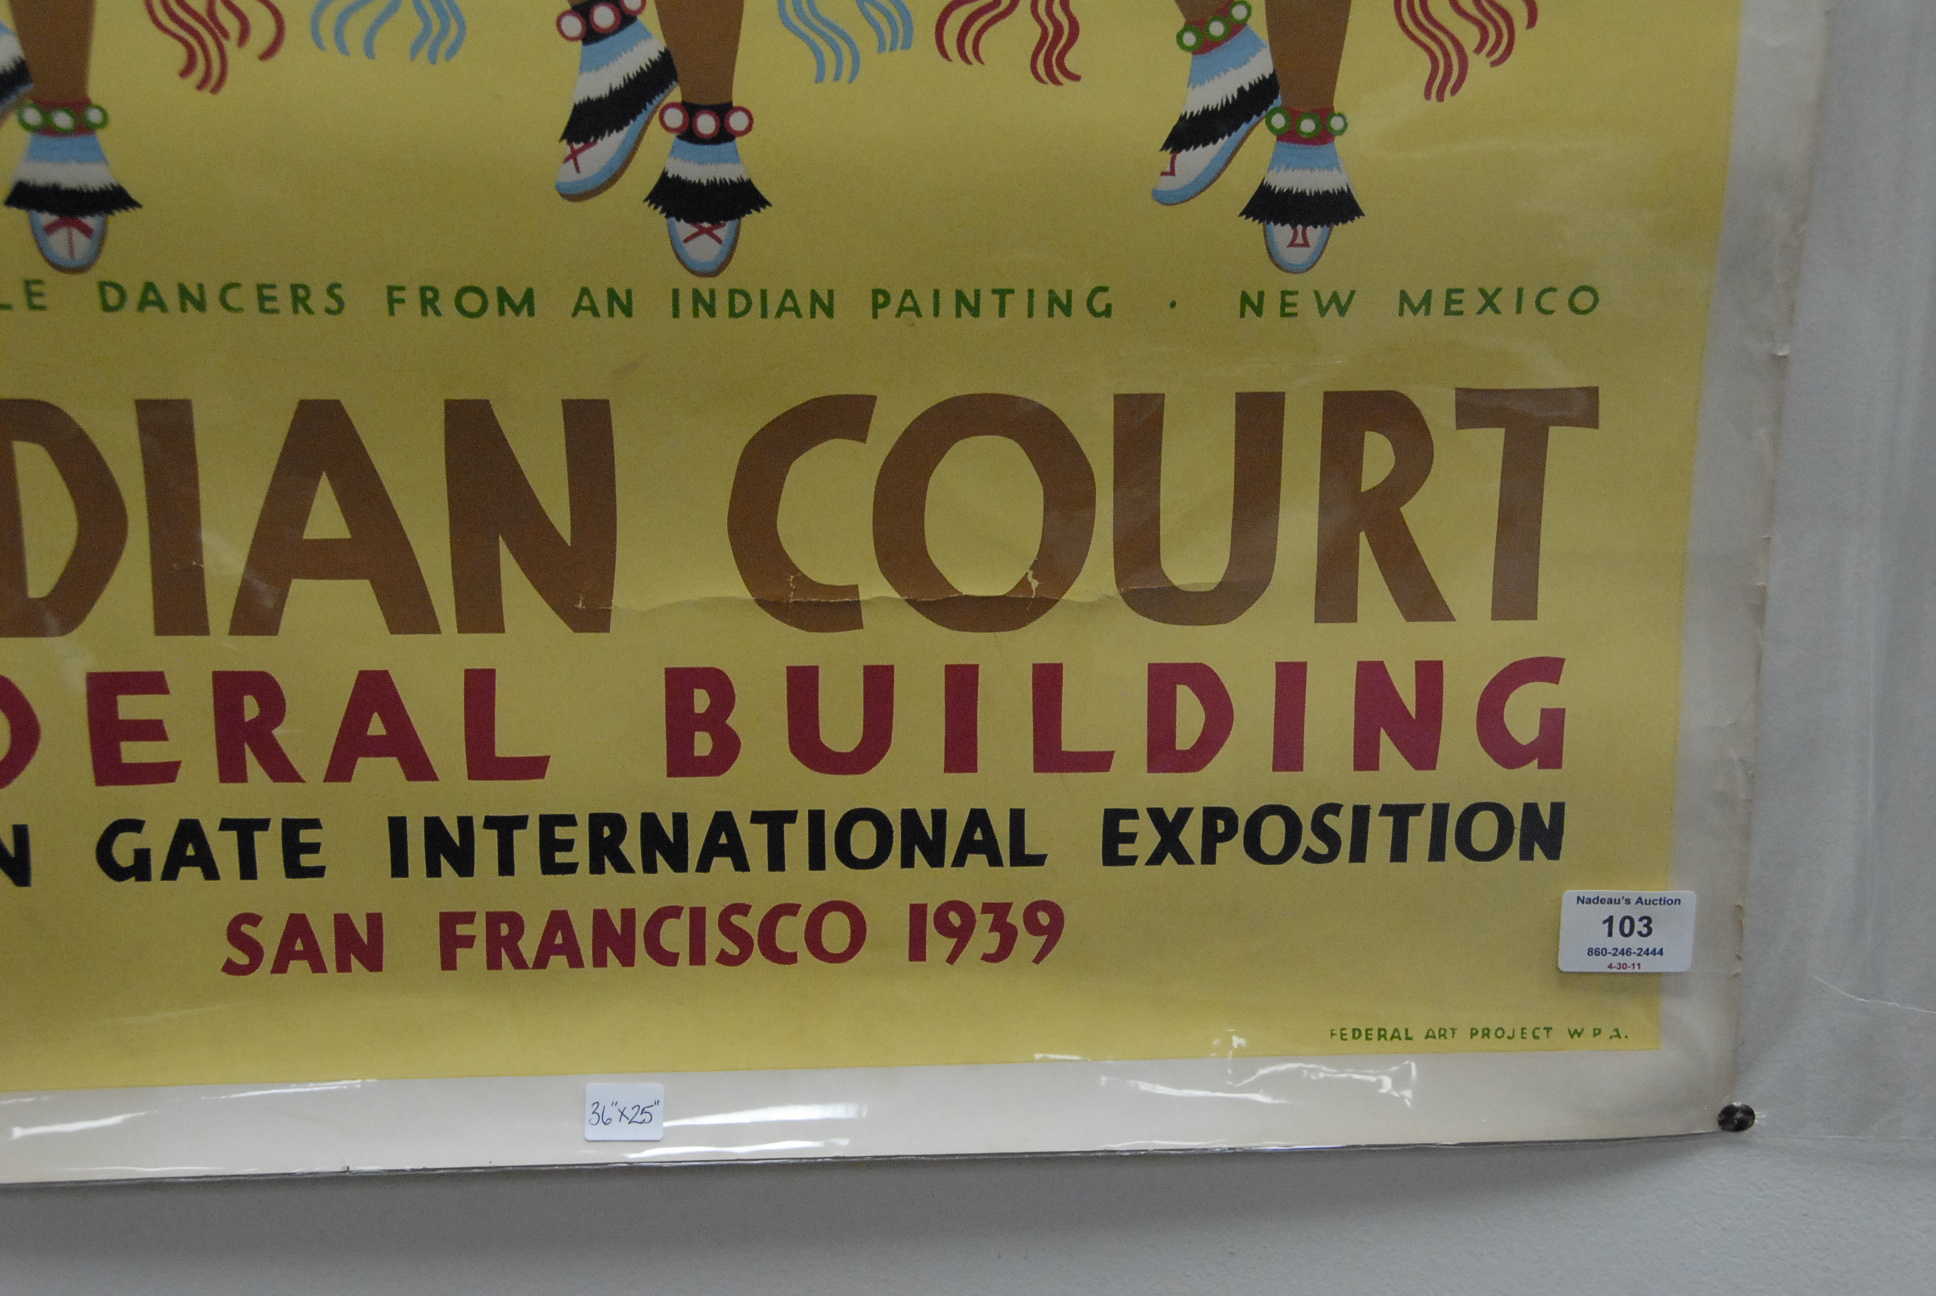 LE DANCERS FROM AN INDIAN PAINTING · NEW MEXICO
DIAN COURT
DERAL BUILDING
N GATE INTERNATIONAL EXPOSITION
SAN FRANCISCO 1939
Nadeau's Auction
103
860-246-2444
4-30-11
FEDERAL ART PROJECT W.P.A.
36"x25"